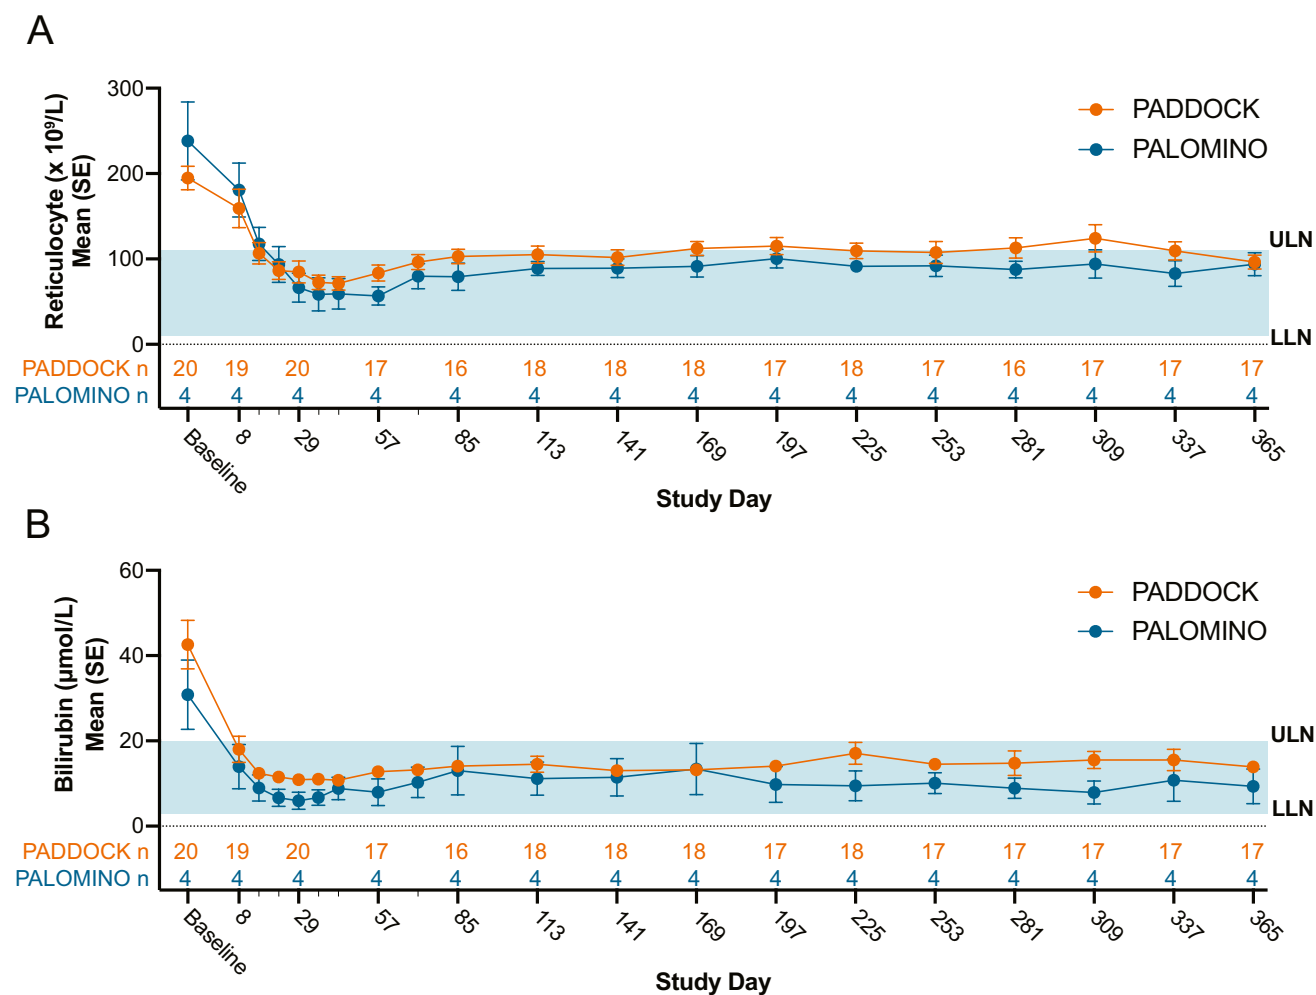 A
Reticulocyte (x 10⁹/L)
Mean (SE)
300
200
100
0
PADDOCK
PALOMINO
ULN
LLN
PADDOCK n 20 19 20 17 16 18 18 18 17 18 17 16 17 17 17
PALOMINO n 4 4 4 4 4 4 4 4 4 4 4 4 4 4 4
Baseline 8 29 57 85 113 141 169 197 225 253 281 309 337 365
Study Day
B
Bilirubin (µmol/L)
Mean (SE)
60
40
20
0
PADDOCK
PALOMINO
ULN
LLN
PADDOCK n 20 19 20 17 16 18 18 18 17 18 17 17 17 17 17
PALOMINO n 4 4 4 4 4 4 4 4 4 4 4 4 4 4 4
Baseline 8 29 57 85 113 141 169 197 225 253 281 309 337 365
Study Day